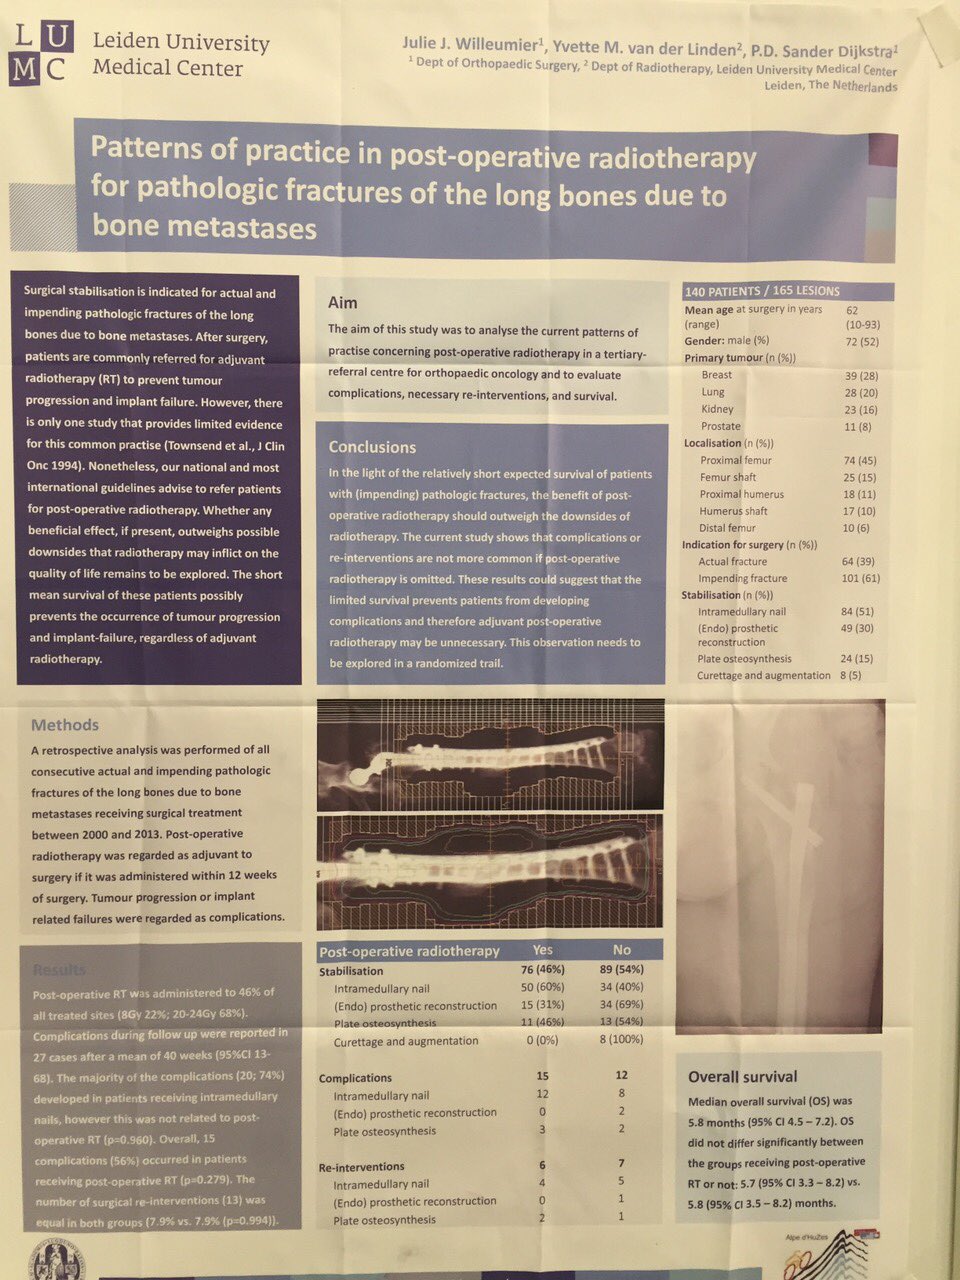 L U
M C
Leiden University
Medical Center
Julie J. Willeumier¹, Yvette M. van der Linden², P.D. Sander Dijkstra¹
¹ Dept of Orthopaedic Surgery, ² Dept of Radiotherapy, Leiden University Medical Center
Leiden, The Netherlands
Patterns of practice in post-operative radiotherapy
for pathologic fractures of the long bones due to
bone metastases
Surgical stabilisation is indicated for actual and
impending pathologic fractures of the long
bones due to bone metastases. After surgery,
patients are commonly referred for adjuvant
radiotherapy (RT) to prevent tumour
progression and implant failure. However, there
is only one study that provides limited evidence
for this common practise (Townsend et al., J Clin
Onc 1994). Nonetheless, our national and most
international guidelines advise to refer patients
for post-operative radiotherapy. Whether any
beneficial effect, if present, outweighs possible
downsides that radiotherapy may inflict on the
quality of life remains to be explored. The short
mean survival of these patients possibly
prevents the occurrence of tumour progression
and implant-failure, regardless of adjuvant
radiotherapy.
Aim
The aim of this study was to analyse the current patterns of
practise concerning post-operative radiotherapy in a tertiary-
referral centre for orthopaedic oncology and to evaluate
complications, necessary re-interventions, and survival.
Conclusions
In the light of the relatively short expected survival of patients
with (impending) pathologic fractures, the benefit of post-
operative radiotherapy should outweigh the downsides of
radiotherapy. The current study shows that complications or
re-interventions are not more common if post-operative
radiotherapy is omitted. These results could suggest that the
limited survival prevents patients from developing
complications and therefore adjuvant post-operative
radiotherapy may be unnecessary. This observation needs to
be explored in a randomized trail.
140 PATIENTS / 165 LESIONS
Mean age at surgery in years 62
(range) (10-93)
Gender: male (%) 72 (52)
Primary tumour (n (%))
Breast 39 (28)
Lung 28 (20)
Kidney 23 (16)
Prostate 11 (8)
Localisation (n (%))
Proximal femur 74 (45)
Femur shaft 25 (15)
Proximal humerus 18 (11)
Humerus shaft 17 (10)
Distal femur 10 (6)
Indication for surgery (n (%))
Actual fracture 64 (39)
Impending fracture 101 (61)
Stabilisation (n (%))
Intramedullary nail 84 (51)
(Endo) prosthetic 49 (30)
reconstruction
Plate osteosynthesis 24 (15)
Curettage and augmentation 8 (5)
Methods
A retrospective analysis was performed of all
consecutive actual and impending pathologic
fractures of the long bones due to bone
metastases receiving surgical treatment
between 2000 and 2013. Post-operative
radiotherapy was regarded as adjuvant to
surgery if it was administered within 12 weeks
of surgery. Tumour progression or implant
related failures were regarded as complications.
Results
Post-operative RT was administered to 46% of
all treated sites (8Gy 22%; 20-24Gy 68%).
Complications during follow up were reported in
27 cases after a mean of 40 weeks (95%CI 13-
68). The majority of the complications (20; 74%)
developed in patients receiving intramedullary
nails, however this was not related to post-
operative RT (p=0.960). Overall, 15
complications (56%) occurred in patients
receiving post-operative RT (p=0.279). The
number of surgical re-interventions (13) was
equal in both groups (7.9% vs. 7.9% (p=0.994)).
Post-operative radiotherapy Yes No
Stabilisation 76 (46%) 89 (54%)
Intramedullary nail 50 (60%) 34 (40%)
(Endo) prosthetic reconstruction 15 (31%) 34 (69%)
Plate osteosynthesis 11 (46%) 13 (54%)
Curettage and augmentation 0 (0%) 8 (100%)
Complications 15 12
Intramedullary nail 12 8
(Endo) prosthetic reconstruction 0 2
Plate osteosynthesis 3 2
Re-interventions 6 7
Intramedullary nail 4 5
(Endo) prosthetic reconstruction 0 1
Plate osteosynthesis 2 1
Overall survival
Median overall survival (OS) was
5.8 months (95% CI 4.5 – 7.2). OS
did not differ significantly between
the groups receiving post-operative
RT or not: 5.7 (95% CI 3.3 – 8.2) vs.
5.8 (95% CI 3.5 – 8.2) months.
Alpe d'HuZes